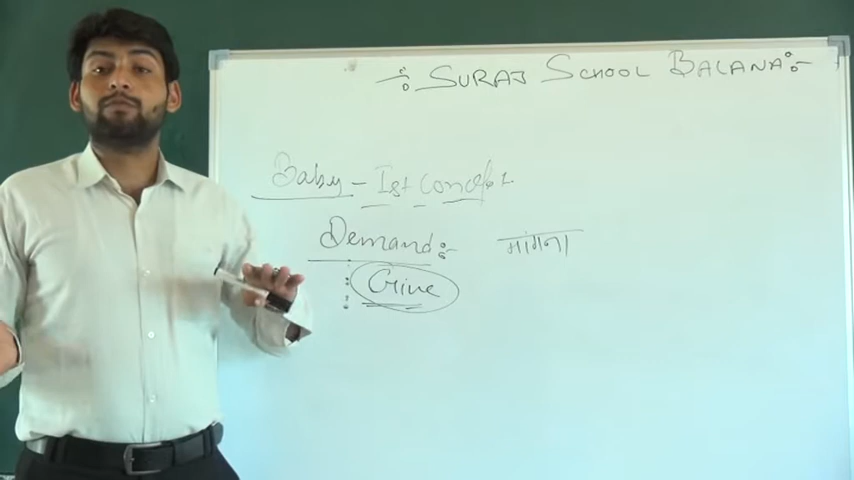 ÷ SURAJ SCHOOL BALANA :-
Baby - Ist Concept
Demand :- मांगना
Give